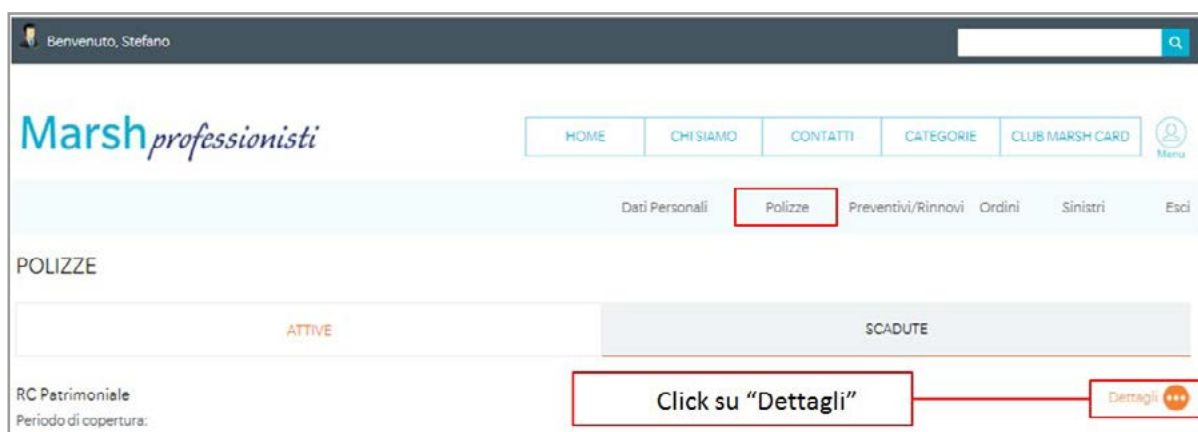 Benvenuto, Stefano
Marsh professionisti
HOME CHI SIAMO CONTATTI CATEGORIE CLUB MARSH CARD
Menu
Dati Personali Polizze Preventivi/Rinnovi Ordini Sinistri Esci
POLIZZE
ATTIVE SCADUTE
RC Patrimoniale Click su “Dettagli” Dettagli
Periodo di copertura: